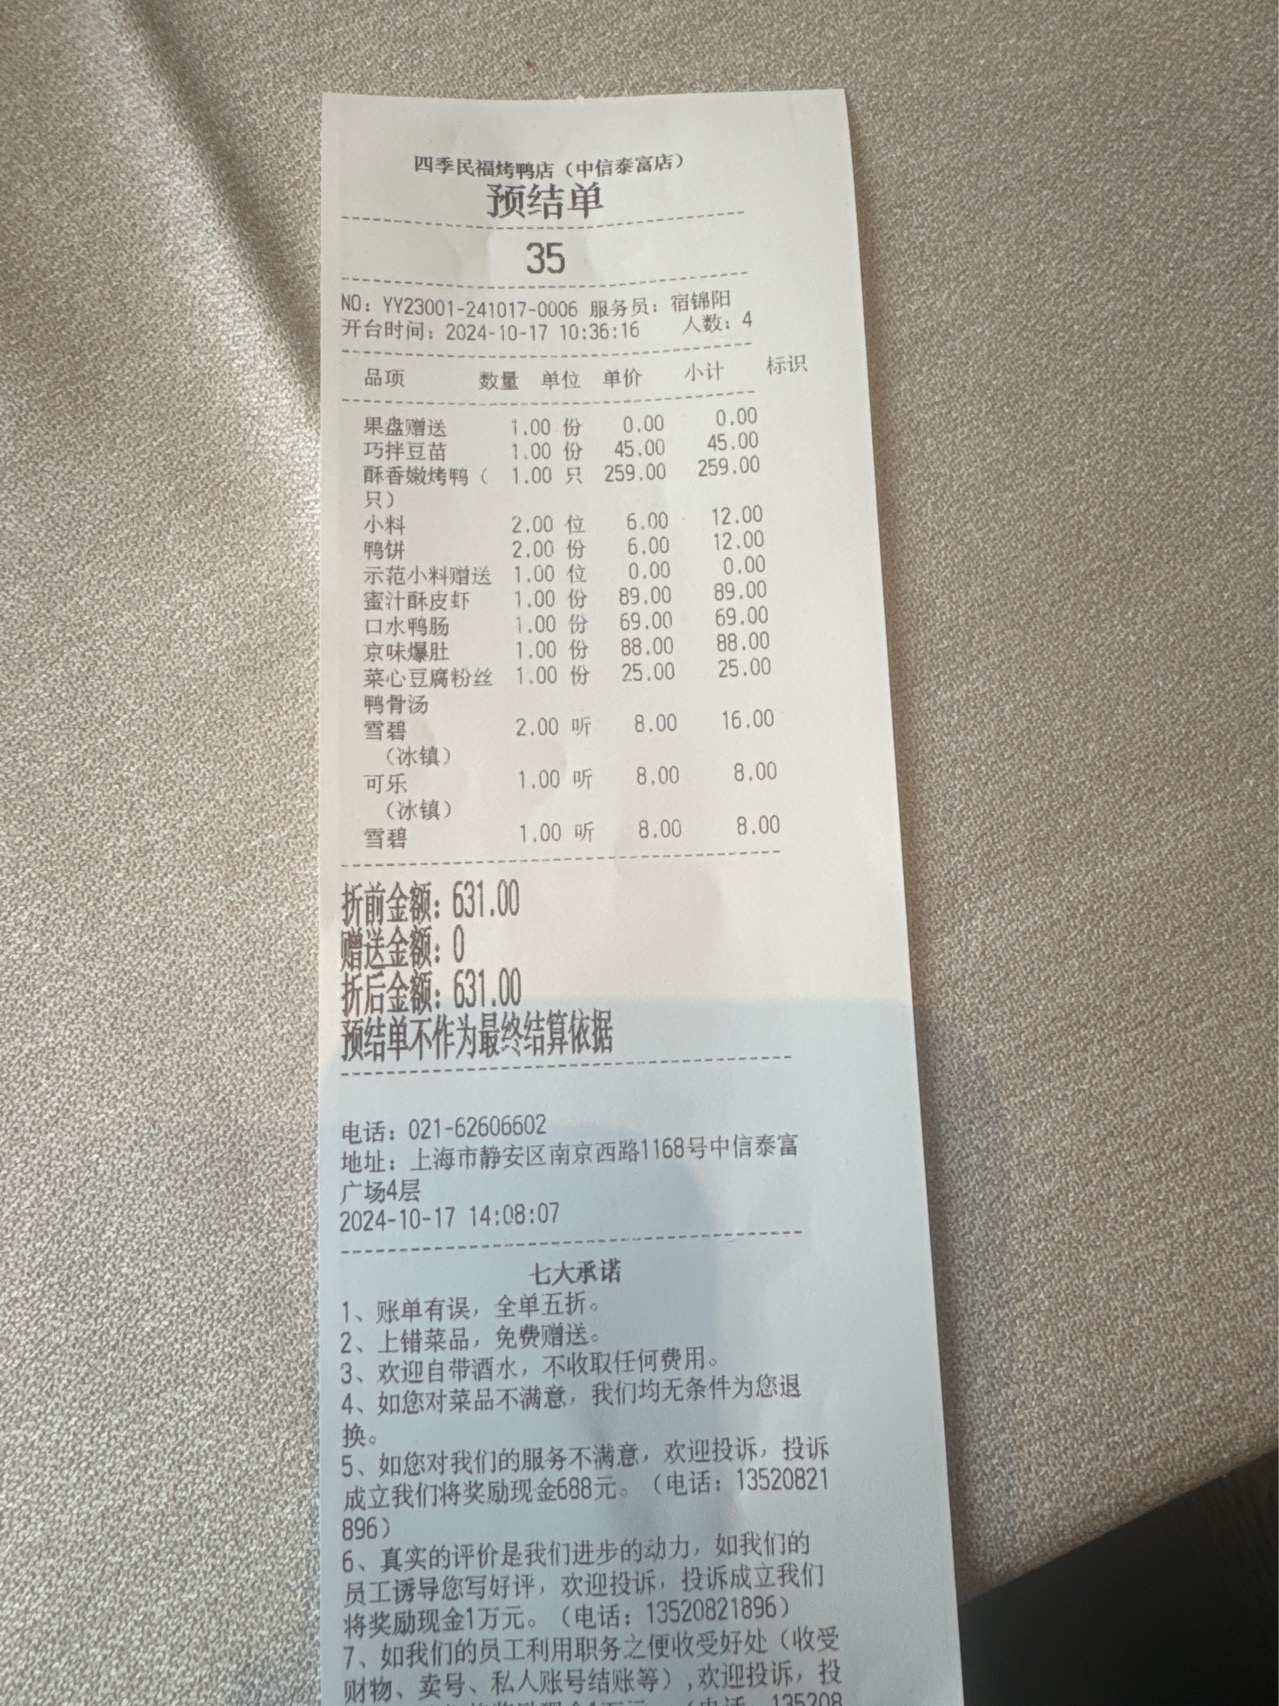 四季民福烤鸭店（中信泰富店）
预结单
35
NO：YY23001-241017-0006 服务员：宿锦阳
开台时间：2024-10-17 10:36:16 人数：4
品项 数量 单位 单价 小计 标识
果盘赠送 1.00 份 0.00 0.00
巧拌豆苗 1.00 份 45.00 45.00
酥香嫩烤鸭（ 1.00 只 259.00 259.00
只）
小料 2.00 位 6.00 12.00
鸭饼 2.00 份 6.00 12.00
示范小料赠送 1.00 位 0.00 0.00
蜜汁酥皮虾 1.00 份 89.00 89.00
口水鸭肠 1.00 份 69.00 69.00
京味爆肚 1.00 份 88.00 88.00
菜心豆腐粉丝 1.00 份 25.00 25.00
鸭骨汤
雪碧 2.00 听 8.00 16.00
（冰镇）
可乐 1.00 听 8.00 8.00
（冰镇）
雪碧 1.00 听 8.00 8.00
折前金额：631.00
赠送金额：0
折后金额：631.00
预结单不作为最终结算依据
电话：021-62606602
地址：上海市静安区南京西路1168号中信泰富
广场4层
2024-10-17 14:08:07
七大承诺
1、账单有误，全单五折。
2、上错菜品，免费赠送。
3、欢迎自带酒水，不收取任何费用。
4、如您对菜品不满意，我们均无条件为您退
换。
5、如您对我们的服务不满意，欢迎投诉，投诉
成立我们将奖励现金688元。（电话：13520821
896）
6、真实的评价是我们进步的动力，如我们的
员工诱导您写好评，欢迎投诉，投诉成立我们
将奖励现金1万元。（电话：13520821896）
7、如我们的员工利用职务之便收受好处（收受
财物、卖号、私人账号结账等）,欢迎投诉，投